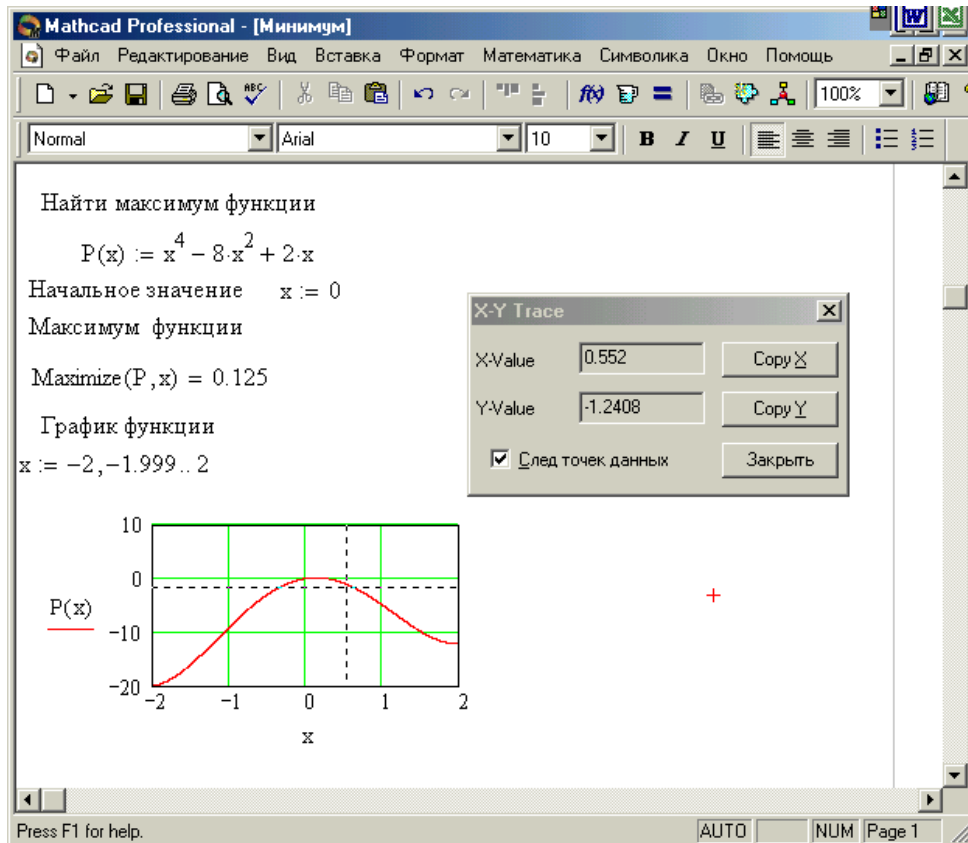 Mathcad Professional - [Минимум]
Файл Редактирование Вид Вставка Формат Математика Символика Окно Помощь
100%
Normal Arial 10 B I U
Найти максимум функции
P(x) := x^4 − 8·x^2 + 2·x
Начальное значение x := 0
Максимум функции
Maximize(P,x) = 0.125
График функции
x := −2,−1.999.. 2
X-Y Trace
X-Value 0.552 Copy X
Y-Value -1.2408 Copy Y
След точек данных Закрыть
10
0
P(x)
−10
−20
−2 −1 0 1 2
x
Press F1 for help. AUTO NUM Page 1